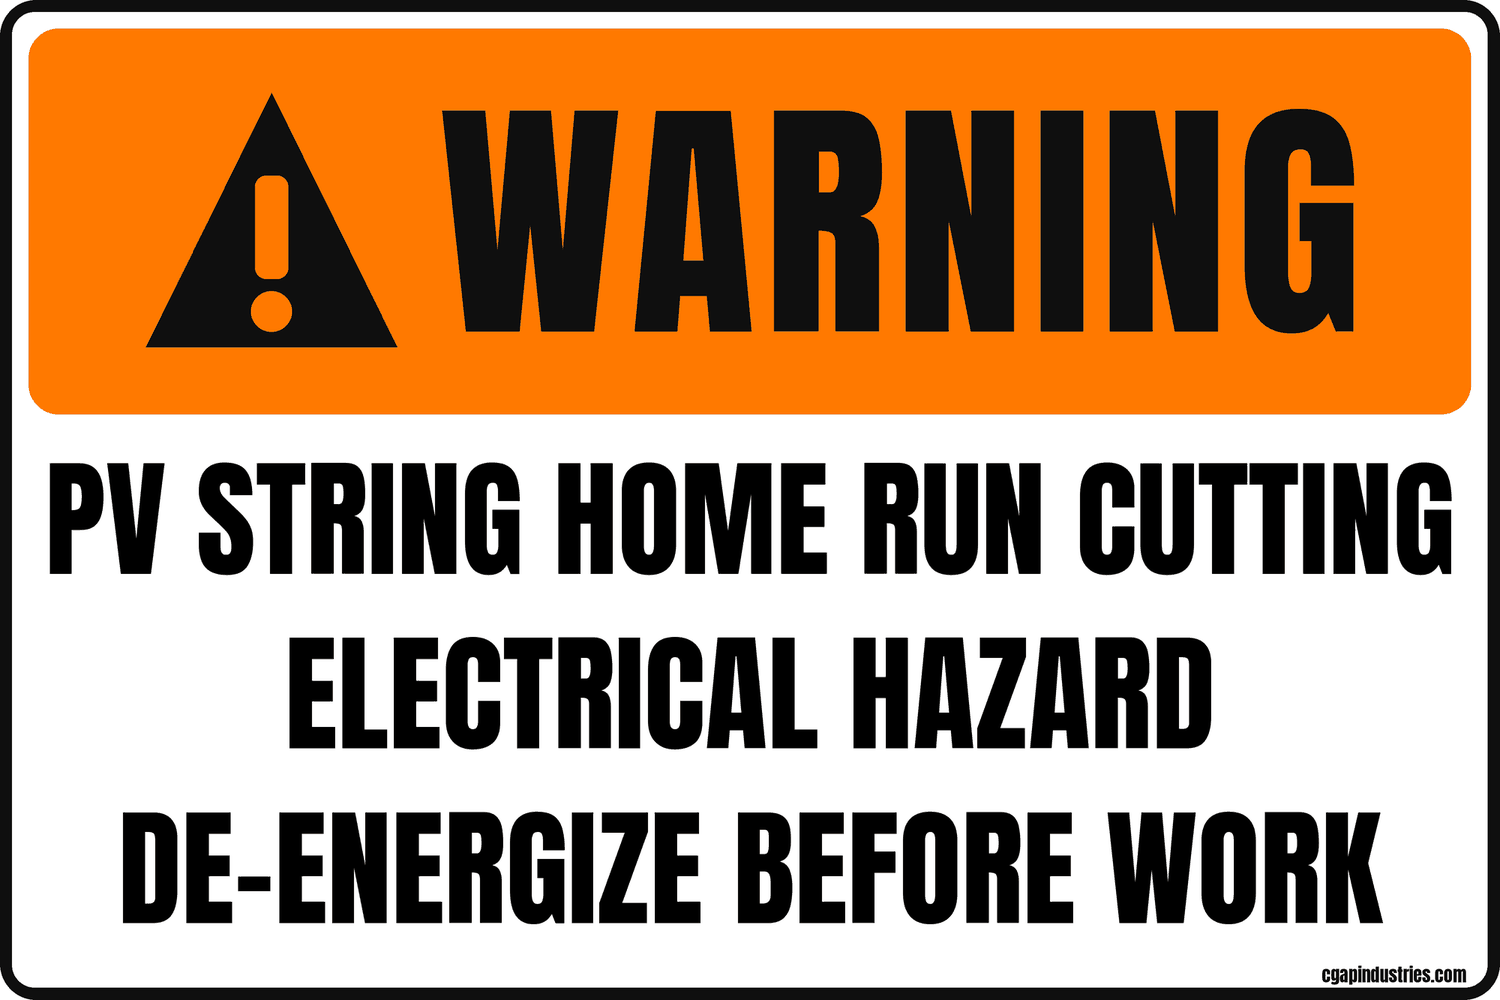 WARNING
PV STRING HOME RUN CUTTING
ELECTRICAL HAZARD
DE-ENERGIZE BEFORE WORK
cgapindustries.com